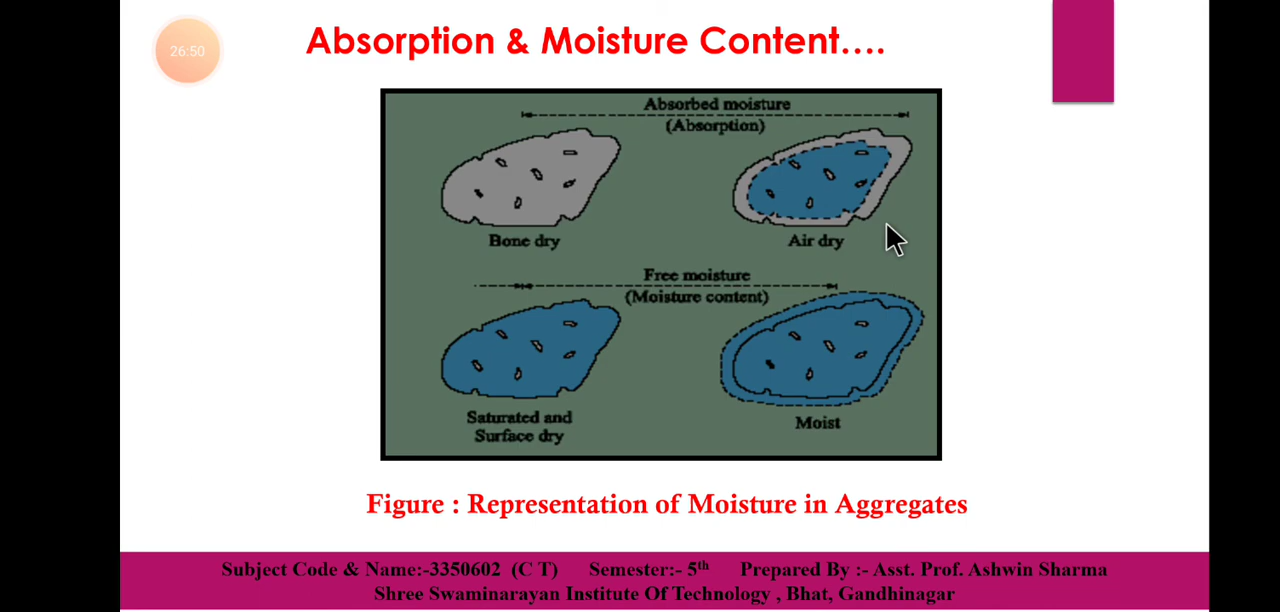 26:50
Absorption & Moisture Content....
Absorbed moisture
(Absorption)
Bone dry
Air dry
Free moisture
(Moisture content)
Saturated and
Surface dry
Moist
Figure : Representation of Moisture in Aggregates
Subject Code & Name:-3350602 (C T) Semester:- 5th Prepared By :- Asst. Prof. Ashwin Sharma
Shree Swaminarayan Institute Of Technology , Bhat, Gandhinagar